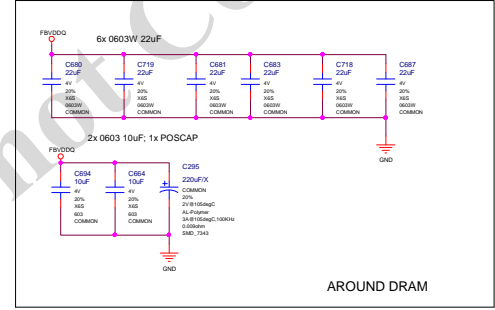 not Co
FBVDDQ
6x 0603W 22uF
C680
22uF
4V
20%
X6S
0603W
COMMON
C719
22uF
4V
20%
X6S
0603W
COMMON
C681
22uF
4V
20%
X6S
0603W
COMMON
C683
22uF
4V
20%
X6S
0603W
COMMON
C718
22uF
4V
20%
X6S
0603W
COMMON
C687
22uF
4V
20%
X6S
0603W
COMMON
GND
2x 0603 10uF; 1x POSCAP
FBVDDQ
C694
10uF
4V
20%
X6S
603
COMMON
C664
10uF
4V
20%
X6S
603
COMMON
C295
220uF/X
COMMON
20%
2V@105degC
AL-Polymer
3A@105degC,100KHz
0.009ohm
SMD_7343
GND
AROUND DRAM